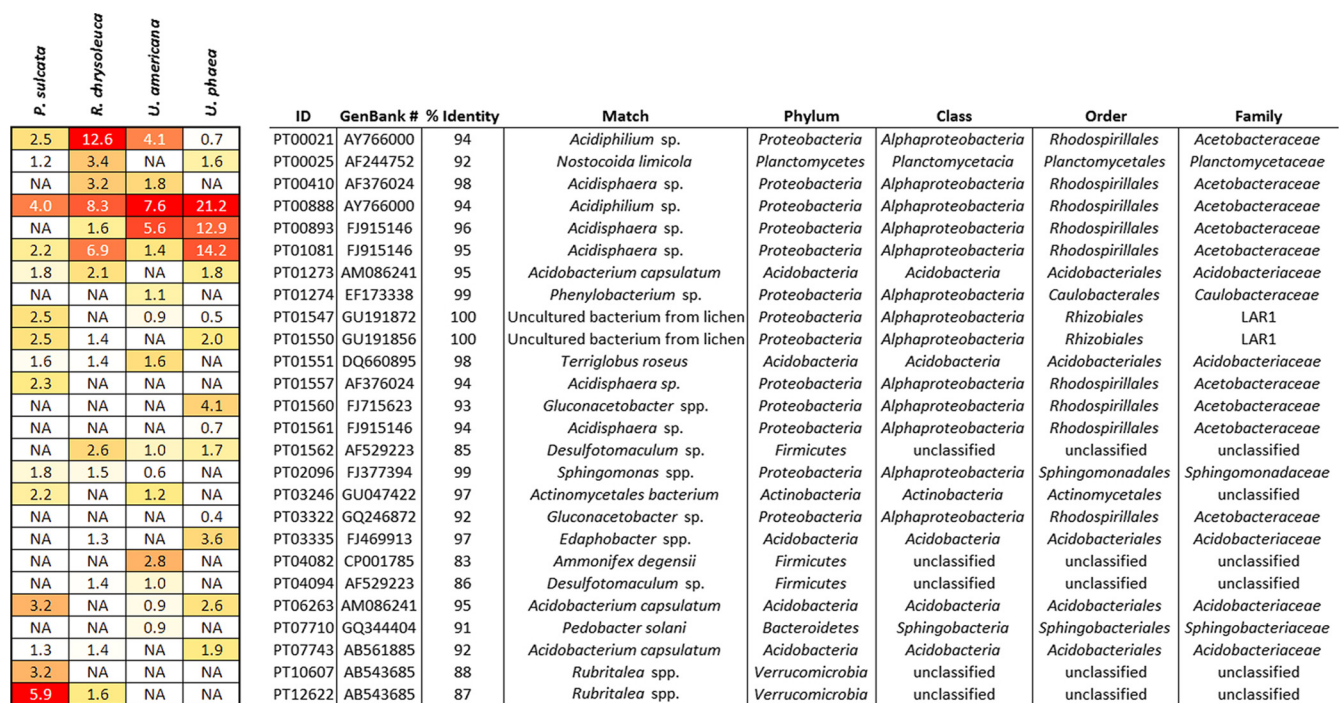 P. sulcata R. chrysoleuca U. americana U. phaea
ID GenBank # % Identity Match Phylum Class Order Family
2.5 12.6 4.1 0.7 PT00021 AY766000 94 Acidiphilium sp. Proteobacteria Alphaproteobacteria Rhodospirillales Acetobacteraceae
1.2 3.4 NA 1.6 PT00025 AF244752 92 Nostocoida limicola Planctomycetes Planctomycetacia Planctomycetales Planctomycetaceae
NA 3.2 1.8 NA PT00410 AF376024 98 Acidisphaera sp. Proteobacteria Alphaproteobacteria Rhodospirillales Acetobacteraceae
4.0 8.3 7.6 21.2 PT00888 AY766000 94 Acidiphilium sp. Proteobacteria Alphaproteobacteria Rhodospirillales Acetobacteraceae
NA 1.6 5.6 12.9 PT00893 FJ915146 96 Acidisphaera sp. Proteobacteria Alphaproteobacteria Rhodospirillales Acetobacteraceae
2.2 6.9 1.4 14.2 PT01081 FJ915146 95 Acidisphaera sp. Proteobacteria Alphaproteobacteria Rhodospirillales Acetobacteraceae
1.8 2.1 NA 1.8 PT01273 AM086241 95 Acidobacterium capsulatum Acidobacteria Acidobacteria Acidobacteriales Acidobacteriaceae
NA NA 1.1 NA PT01274 EF173338 99 Phenylobacterium sp. Proteobacteria Alphaproteobacteria Caulobacterales Caulobacteraceae
2.5 NA 0.9 0.5 PT01547 GU191872 100 Uncultured bacterium from lichen Proteobacteria Alphaproteobacteria Rhizobiales LAR1
2.5 1.4 NA 2.0 PT01550 GU191856 100 Uncultured bacterium from lichen Proteobacteria Alphaproteobacteria Rhizobiales LAR1
1.6 1.4 1.6 NA PT01551 DQ660895 98 Terriglobus roseus Acidobacteria Acidobacteria Acidobacteriales Acidobacteriaceae
2.3 NA NA NA PT01557 AF376024 94 Acidisphaera sp. Proteobacteria Alphaproteobacteria Rhodospirillales Acetobacteraceae
NA NA NA 4.1 PT01560 FJ715623 93 Gluconacetobacter spp. Proteobacteria Alphaproteobacteria Rhodospirillales Acetobacteraceae
NA NA NA 0.7 PT01561 FJ915146 94 Acidisphaera sp. Proteobacteria Alphaproteobacteria Rhodospirillales Acetobacteraceae
NA 2.6 1.0 1.7 PT01562 AF529223 85 Desulfotomaculum sp. Firmicutes unclassified unclassified unclassified
1.8 1.5 0.6 NA PT02096 FJ377394 99 Sphingomonas spp. Proteobacteria Alphaproteobacteria Sphingomonadales Sphingomonadaceae
2.2 NA 1.2 NA PT03246 GU047422 97 Actinomycetales bacterium Actinobacteria Actinobacteria Actinomycetales unclassified
NA NA NA 0.4 PT03322 GQ246872 92 Gluconacetobacter sp. Proteobacteria Alphaproteobacteria Rhodospirillales Acetobacteraceae
NA 1.3 NA 3.6 PT03335 FJ469913 97 Edaphobacter spp. Acidobacteria Acidobacteria Acidobacteriales Acidobacteriaceae
NA NA 2.8 NA PT04082 CP001785 83 Ammonifex degensii Firmicutes unclassified unclassified unclassified
NA 1.4 1.0 NA PT04094 AF529223 86 Desulfotomaculum sp. Firmicutes unclassified unclassified unclassified
3.2 NA 0.9 2.6 PT06263 AM086241 95 Acidobacterium capsulatum Acidobacteria Acidobacteria Acidobacteriales Acidobacteriaceae
NA NA 0.9 NA PT07710 GQ344404 91 Pedobacter solani Bacteroidetes Sphingobacteria Sphingobacteriales Sphingobacteriaceae
1.3 1.4 NA 1.9 PT07743 AB561885 92 Acidobacterium capsulatum Acidobacteria Acidobacteria Acidobacteriales Acidobacteriaceae
3.2 NA NA NA PT10607 AB543685 88 Rubritalea spp. Verrucomicrobia unclassified unclassified unclassified
5.9 1.6 NA NA PT12622 AB543685 87 Rubritalea spp. Verrucomicrobia unclassified unclassified unclassified